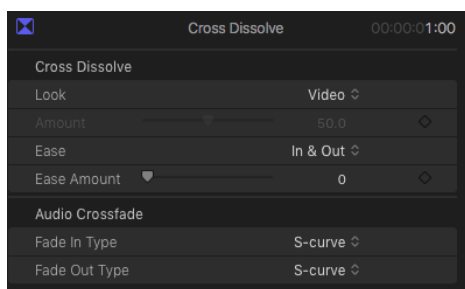 Cross Dissolve 00:00:01:00
Cross Dissolve
Look Video
Amount 50.0
Ease In & Out
Ease Amount 0
Audio Crossfade
Fade In Type S-curve
Fade Out Type S-curve